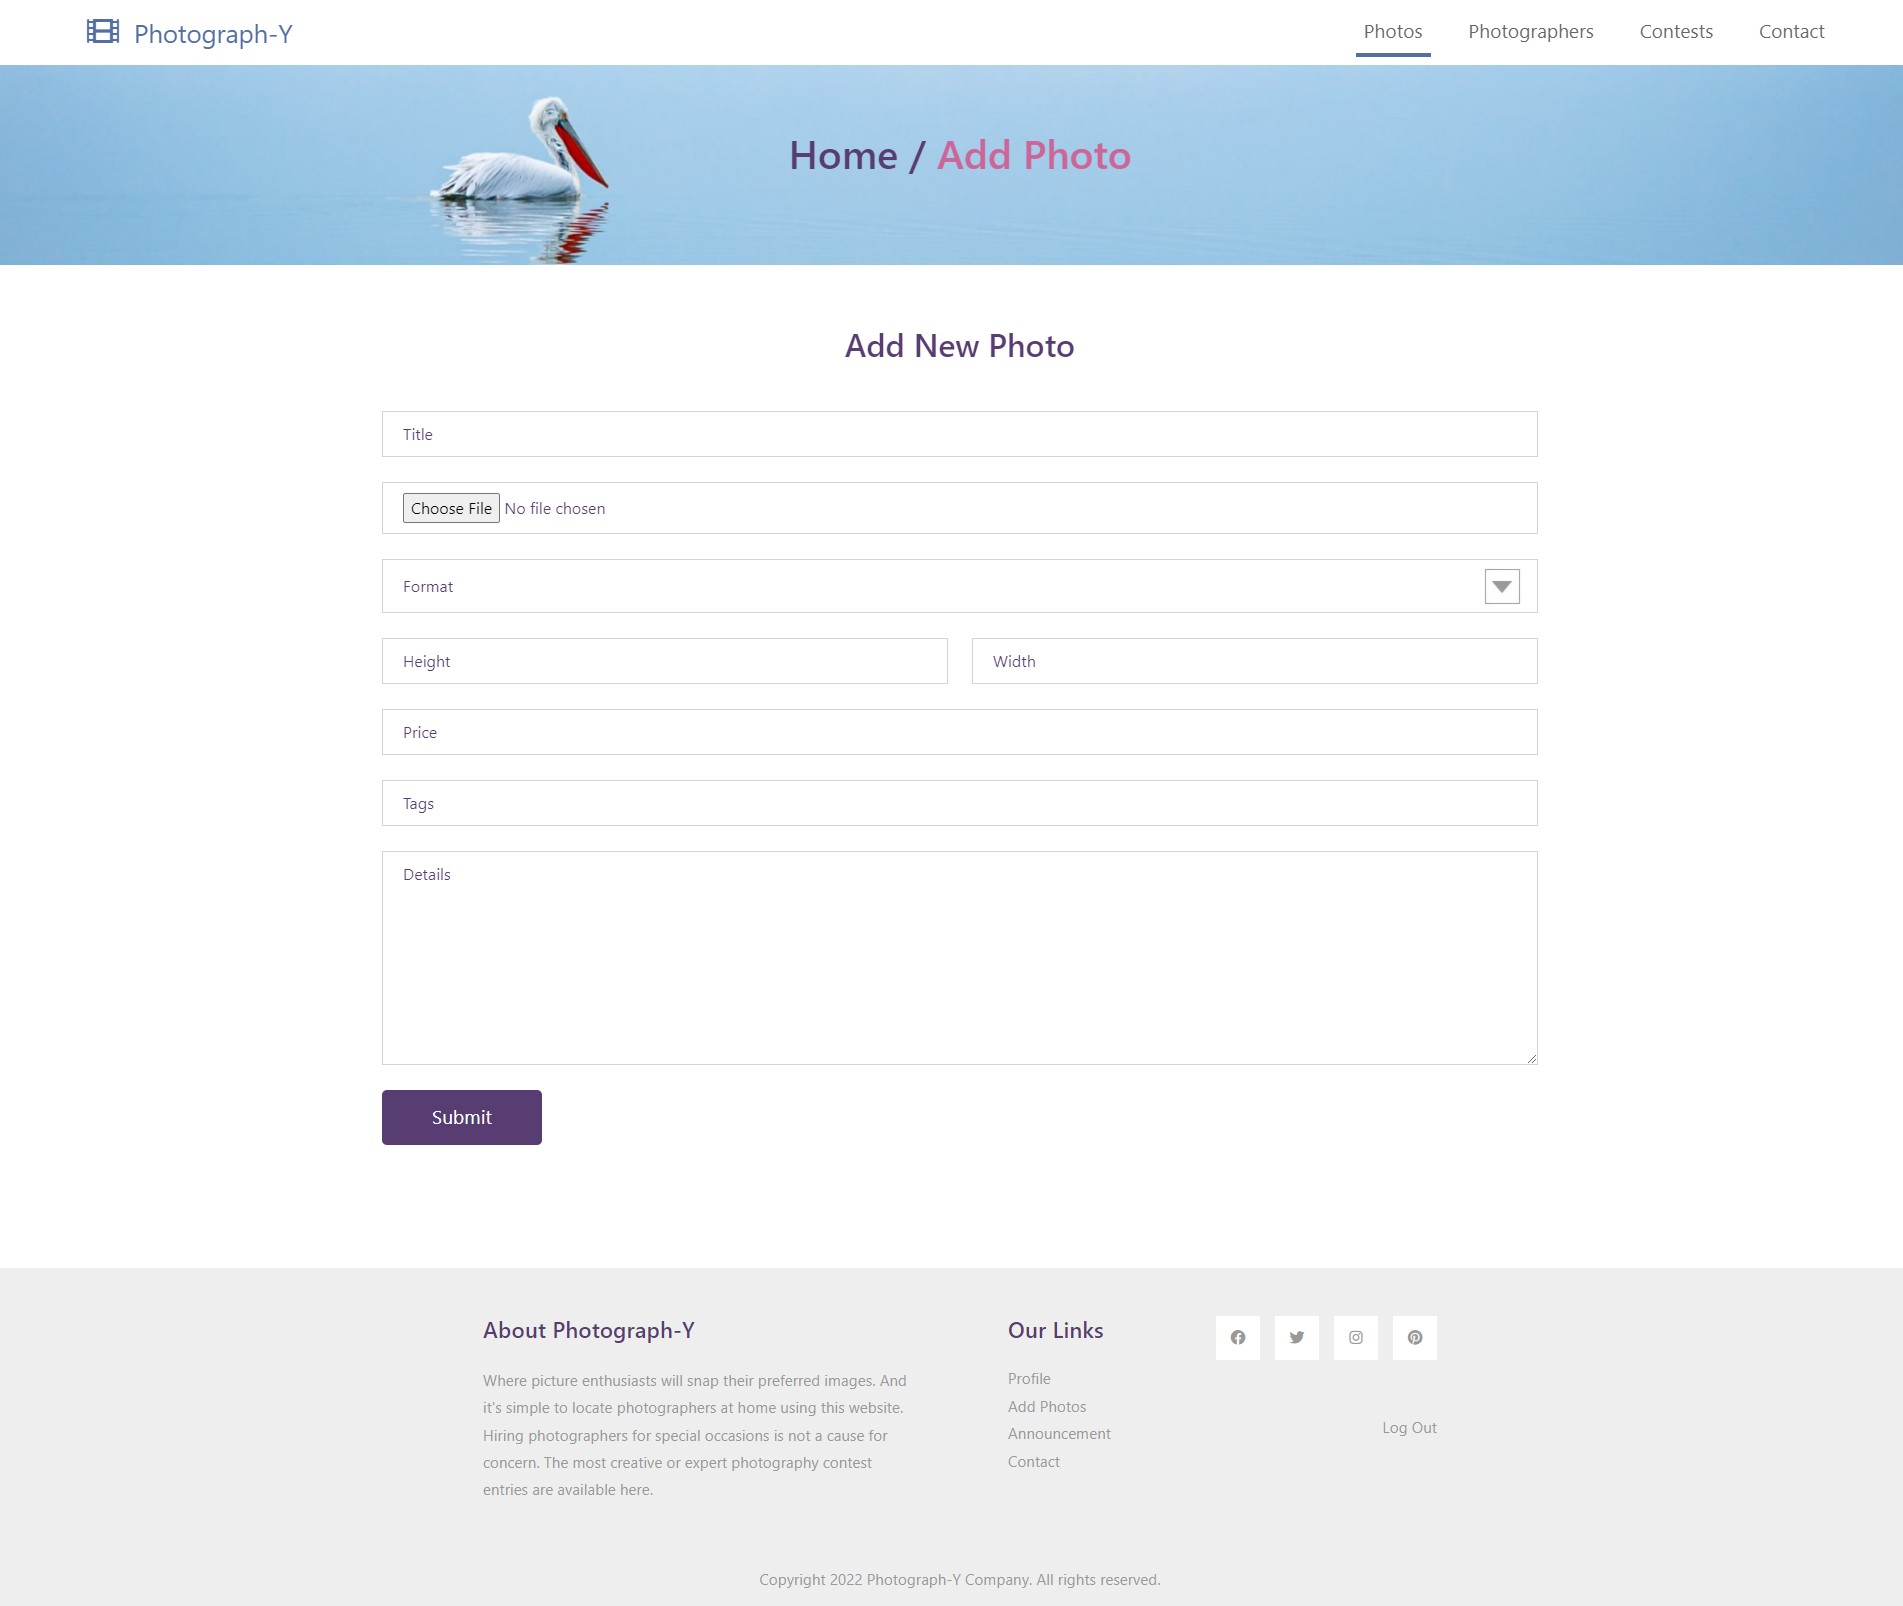 Photograph-Y
Photos Photographers Contests Contact
Home / Add Photo
Add New Photo
Title
Choose File No file chosen
Format
Height Width
Price
Tags
Details
Submit
About Photograph-Y
Where picture enthusiasts will snap their preferred images. And
it's simple to locate photographers at home using this website.
Hiring photographers for special occasions is not a cause for
concern. The most creative or expert photography contest
entries are available here.
Our Links
Profile
Add Photos
Announcement
Contact
Log Out
Copyright 2022 Photograph-Y Company. All rights reserved.